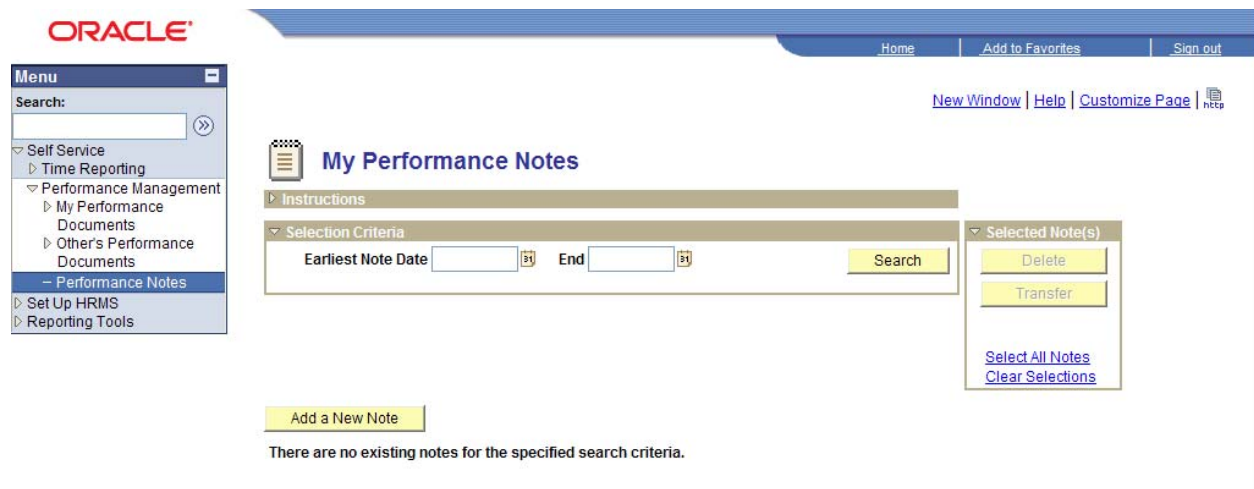 ORACLE
Home
Add to Favorites
Sign out
Menu
Search:
Self Service
Time Reporting
Performance Management
My Performance
Documents
Other's Performance
Documents
– Performance Notes
Set Up HRMS
Reporting Tools
New Window | Help | Customize Page | http
My Performance Notes
Instructions
Selection Criteria
Earliest Note Date 31 End 31 Search
Selected Note(s)
Delete
Transfer
Select All Notes
Clear Selections
Add a New Note
There are no existing notes for the specified search criteria.